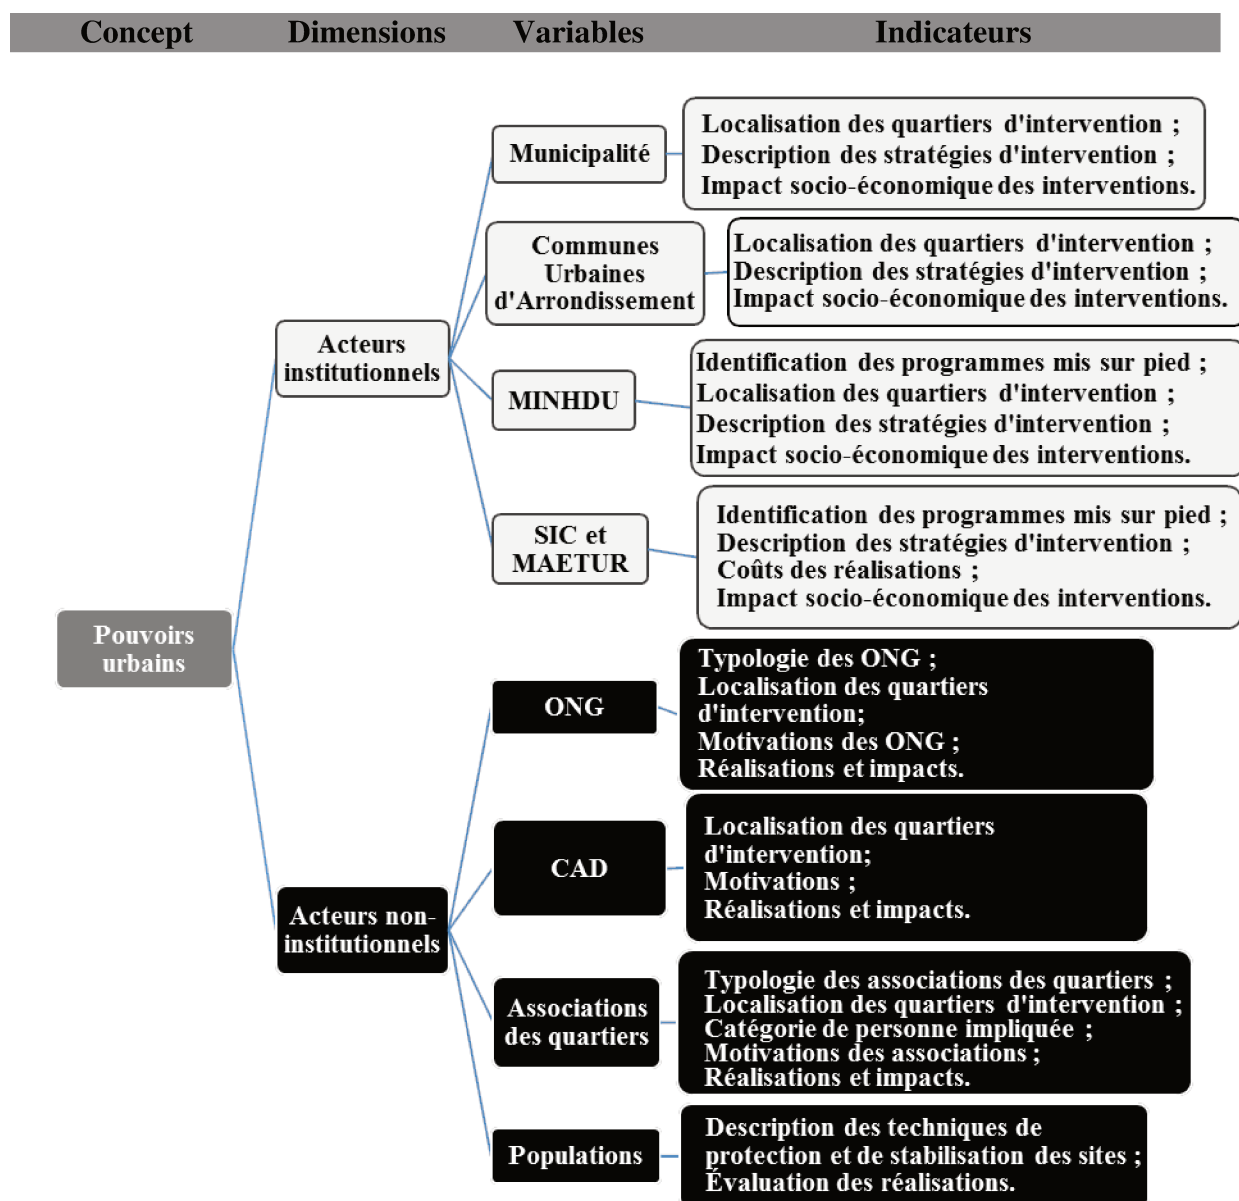 Concept Dimensions Variables Indicateurs
Pouvoirs
urbains
Acteurs
institutionnels
Municipalité
Localisation des quartiers d'intervention ;
Description des stratégies d'intervention ;
Impact socio-économique des interventions.
Communes
Urbaines
d'Arrondissement
Localisation des quartiers d'intervention ;
Description des stratégies d'intervention ;
Impact socio-économique des interventions.
MINHDU
Identification des programmes mis sur pied ;
Localisation des quartiers d'intervention ;
Description des stratégies d'intervention ;
Impact socio-économique des interventions.
SIC et
MAETUR
Identification des programmes mis sur pied ;
Description des stratégies d'intervention ;
Coûts des réalisations ;
Impact socio-économique des interventions.
Acteurs non-
institutionnels
ONG
Typologie des ONG ;
Localisation des quartiers
d'intervention;
Motivations des ONG ;
Réalisations et impacts.
CAD
Localisation des quartiers
d'intervention;
Motivations ;
Réalisations et impacts.
Associations
des quartiers
Typologie des associations des quartiers ;
Localisation des quartiers d'intervention ;
Catégorie de personne impliquée ;
Motivations des associations ;
Réalisations et impacts.
Populations
Description des techniques de
protection et de stabilisation des sites ;
Évaluation des réalisations.